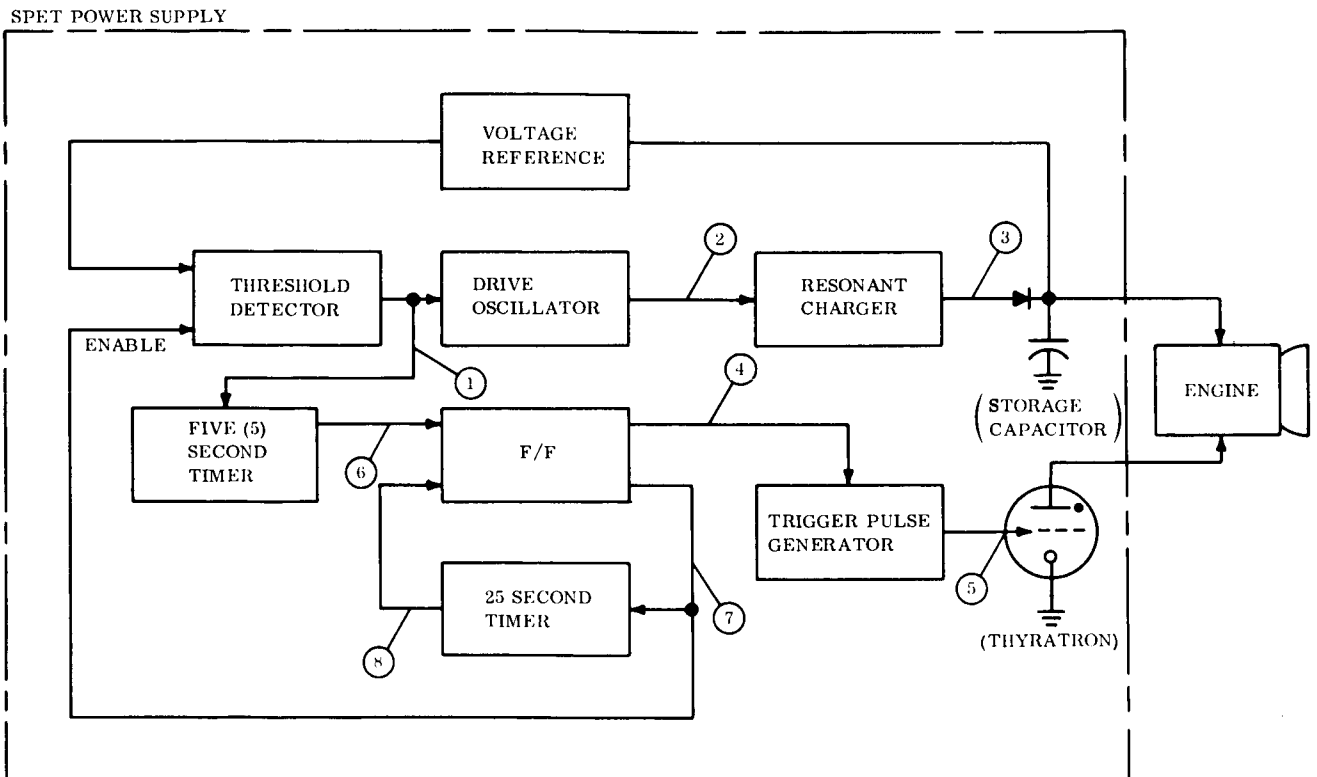 SPET POWER SUPPLY
VOLTAGE
REFERENCE
2
3
THRESHOLD
DETECTOR
DRIVE
OSCILLATOR
RESONANT
CHARGER
ENABLE
1
4
(STORAGE
CAPACITOR)
ENGINE
FIVE (5)
SECOND
TIMER
6
F/F
TRIGGER PULSE
GENERATOR
5
25 SECOND
TIMER
7
8
(THYRATRON)